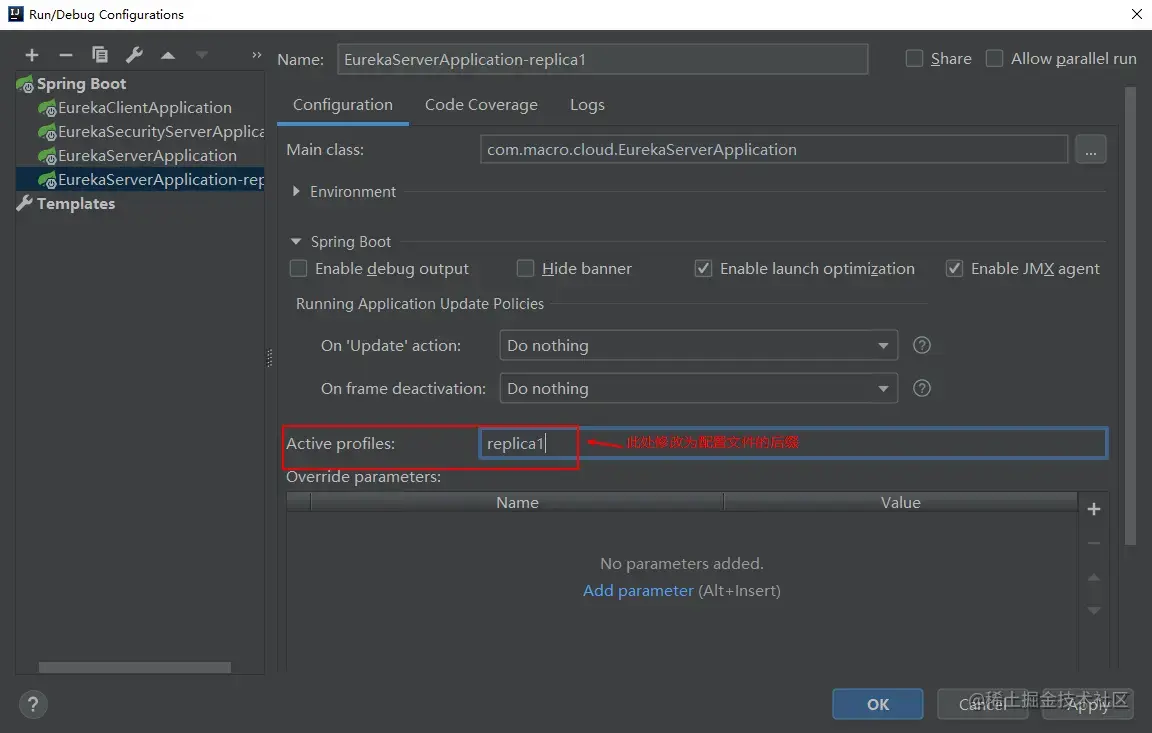 Run/Debug Configurations
Name: EurekaServerApplication-replica1
Share
Allow parallel run
Spring Boot
EurekaClientApplication
EurekaSecurityServerApplica
EurekaServerApplication
EurekaServerApplication-rep
Templates
Configuration Code Coverage Logs
Main class: com.macro.cloud.EurekaServerApplication ...
Environment
Spring Boot
Enable debug output Hide banner Enable launch optimization Enable JMX agent
Running Application Update Policies
On 'Update' action: Do nothing ?
On frame deactivation: Do nothing ?
Active profiles: replica1 此处修改为配置文件的后缀
Override parameters:
Name Value
No parameters added.
Add parameter (Alt+Insert)
? OK Cancel Apply
@稀土掘金技术社区